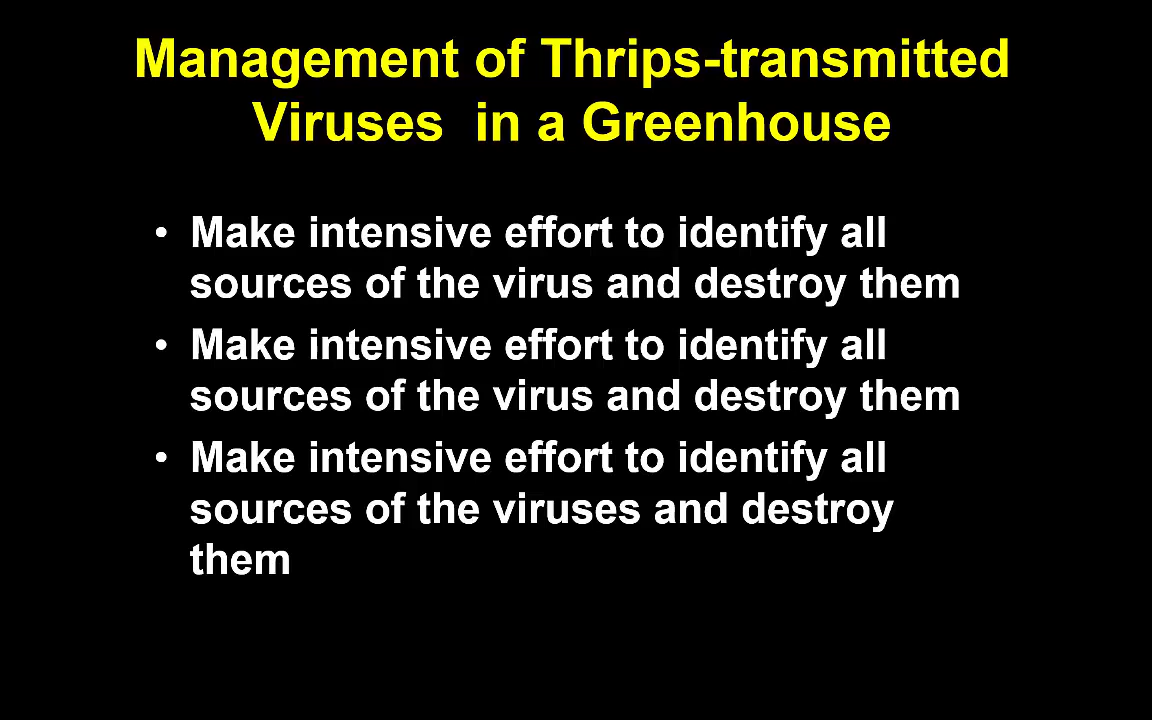 Management of Thrips-transmitted
Viruses  in a Greenhouse
• Make intensive effort to identify all
sources of the virus and destroy them
• Make intensive effort to identify all
sources of the virus and destroy them
• Make intensive effort to identify all
sources of the viruses and destroy
them